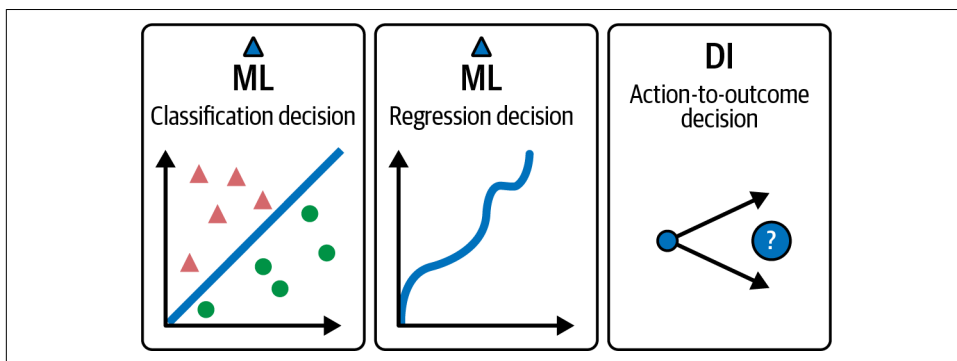 ML
Classification decision
ML
Regression decision
DI
Action-to-outcome
decision
?